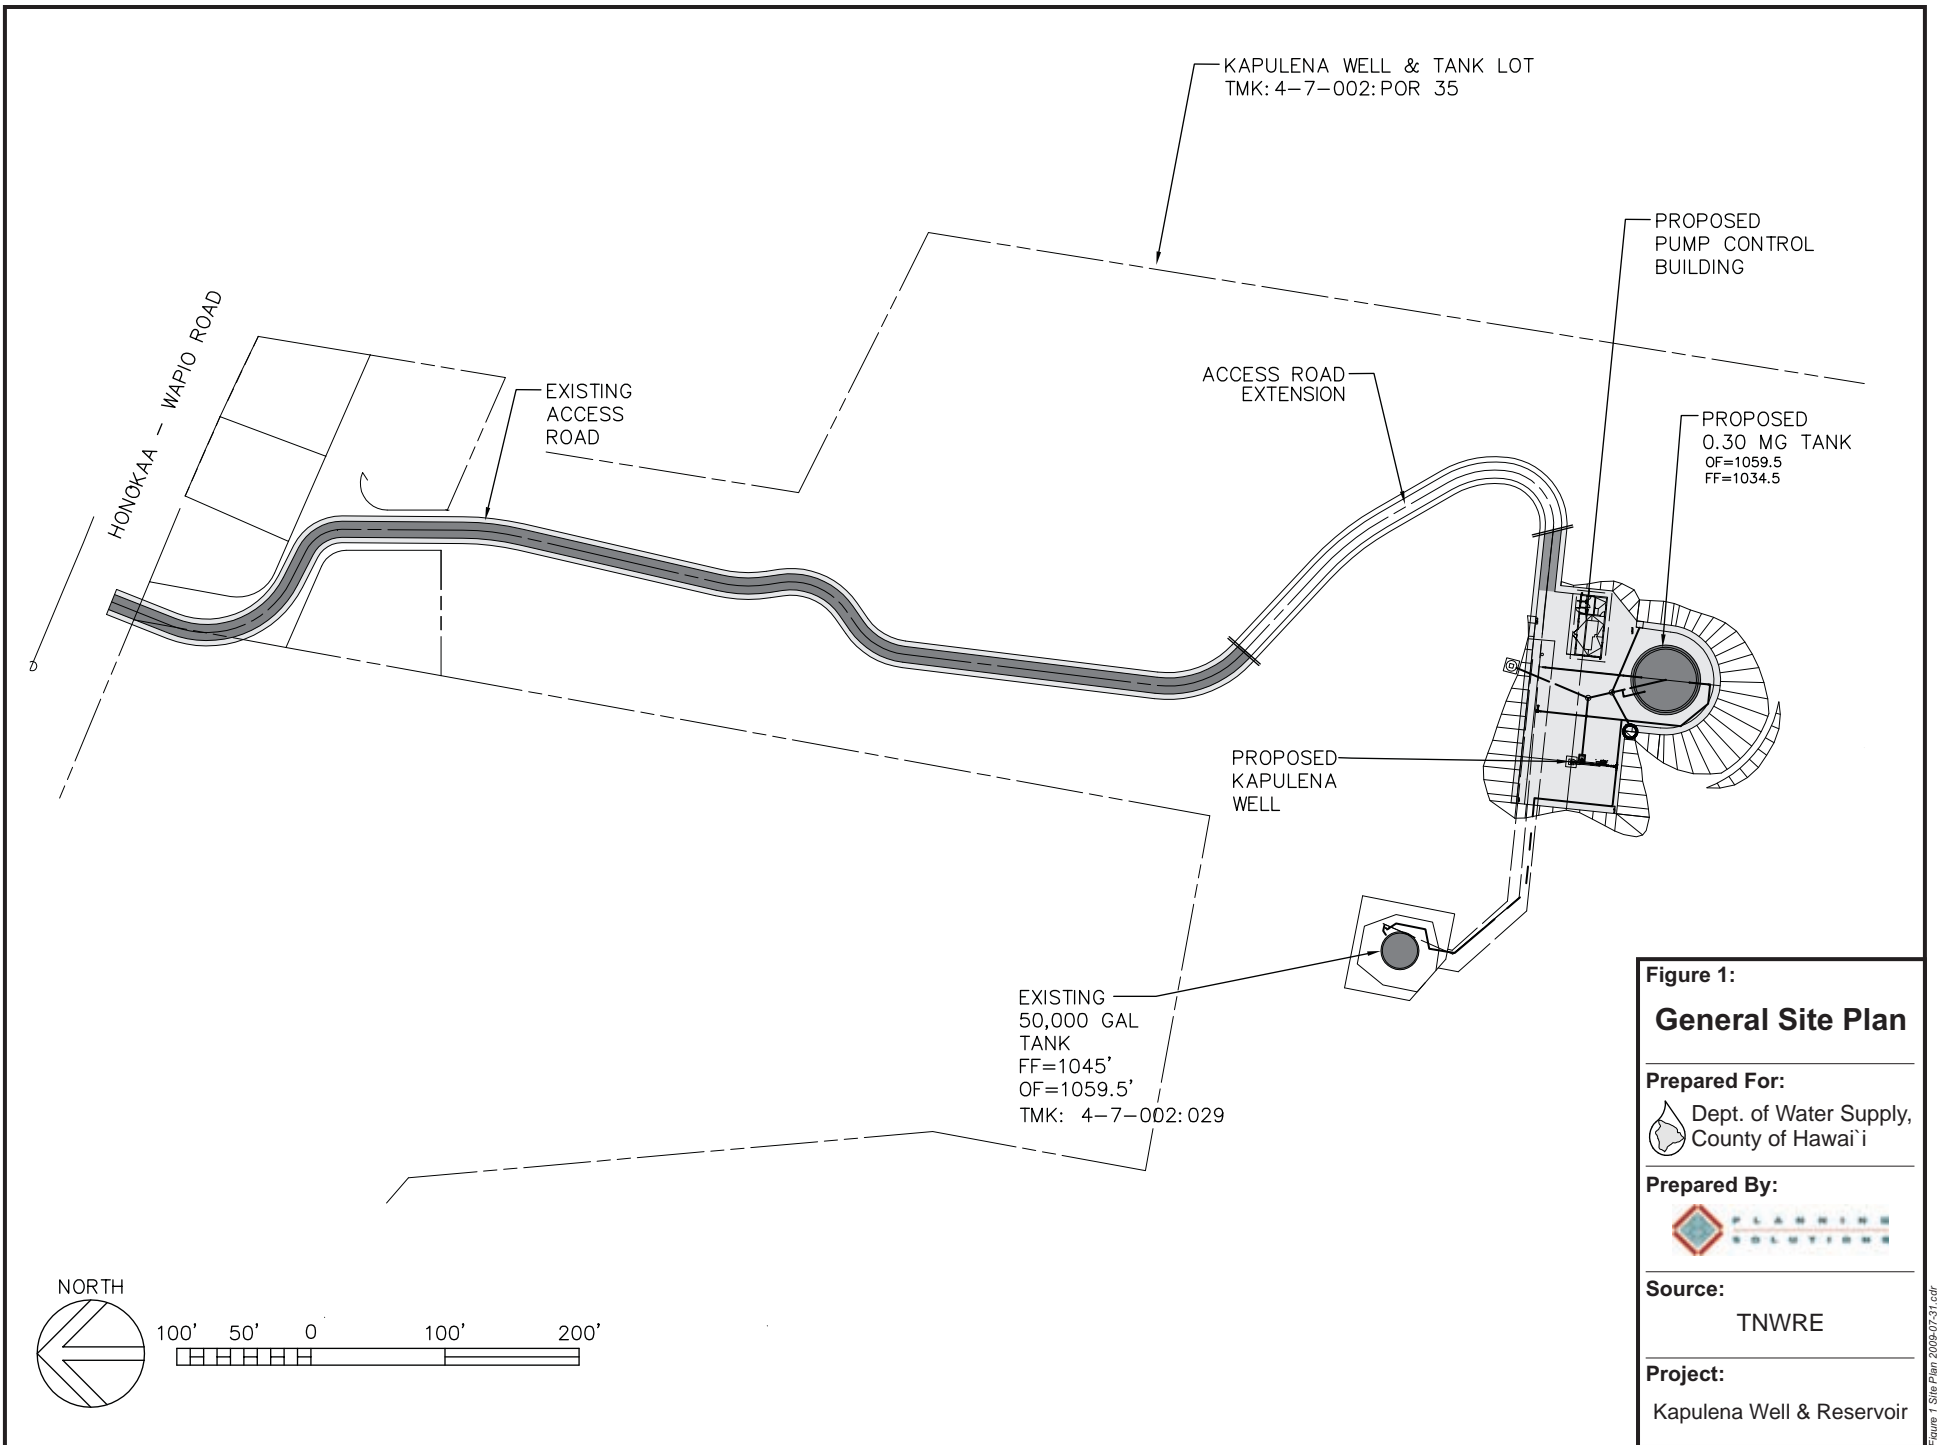 KAPULENA WELL & TANK LOT
TMK: 4-7-002: POR 35
PROPOSED
PUMP CONTROL
BUILDING
HONOKAA - WAPIO ROAD
EXISTING
ACCESS
ROAD
ACCESS ROAD
EXTENSION
PROPOSED
0.30 MG TANK
OF=1059.5
FF=1034.5
PROPOSED
KAPULENA
WELL
EXISTING
50,000 GAL
TANK
FF=1045'
OF=1059.5'
TMK: 4-7-002:029
NORTH
100' 50' 0 100' 200'
Figure 1:
General Site Plan
Prepared For:
Dept. of Water Supply,
County of Hawai`i
Prepared By:
PLANNING
SOLUTIONS
Source:
TNWRE
Project:
Kapulena Well & Reservoir
Figure 1 Site Plan 2009-07-31.cdr